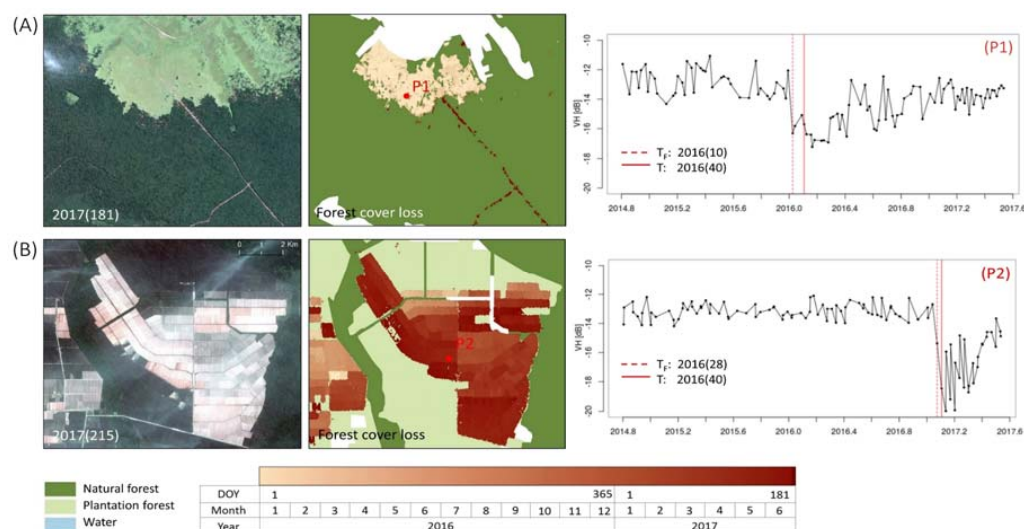 (A)
2017(181)
P1
Forest cover loss
(P1)
VH [dB]
-12
-14
-16
-18
-20
T_F: 2016(10)
T: 2016(40)
2014.8 2015.2 2015.6 2016.0 2016.4 2016.8 2017.2 2017.6
(B)
0 1 2 Km
2017(215)
P2
Forest cover loss
(P2)
VH [dB]
-10
-12
-14
-16
-18
-20
T_F: 2016(28)
T: 2016(40)
2014.8 2015.2 2015.6 2016.0 2016.4 2016.8 2017.2 2017.6
Natural forest
Plantation forest
Water
DOY 1 365 1 181
Month 1 2 3 4 5 6 7 8 9 10 11 12 1 2 3 4 5 6
Year 2016 2017